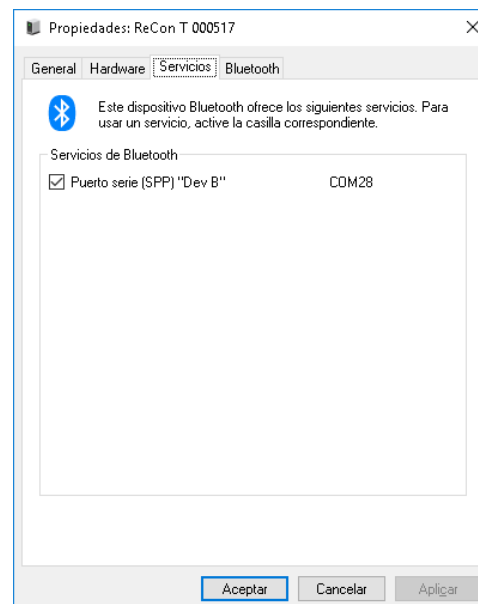 Propiedades: ReCon T 000517
General Hardware Servicios Bluetooth
Este dispositivo Bluetooth ofrece los siguientes servicios. Para
usar un servicio, active la casilla correspondiente.
Servicios de Bluetooth
Puerto serie (SPP) "Dev B" COM28
Aceptar Cancelar Aplicar